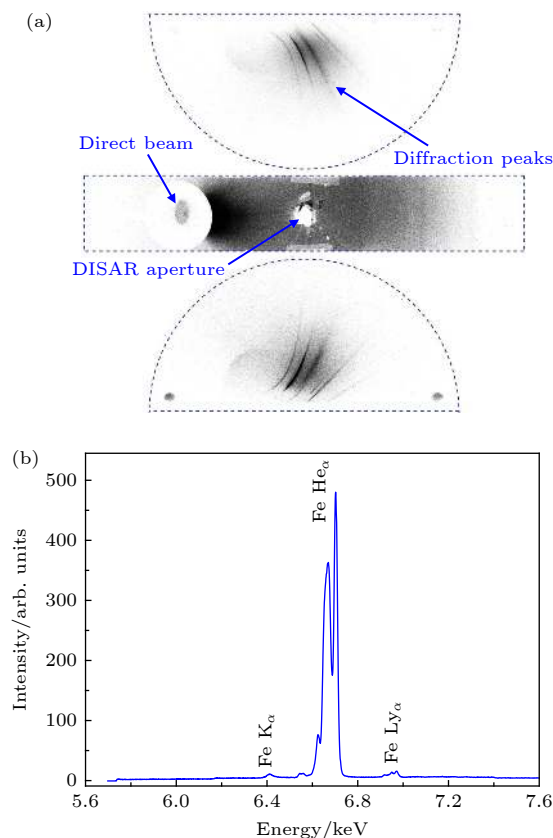 (a)
Direct beam
Diffraction peaks
DISAR aperture
(b)
Fe Heα
Fe Kα
Fe Lyα
Intensity/arb. units
500
400
300
200
100
0
5.6 6.0 6.4 6.8 7.2 7.6
Energy/keV